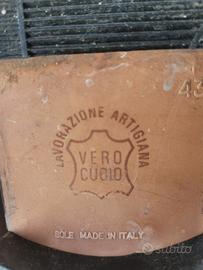 43
LAVORAZIONE ARTIGIANA
VERO
CUOIO
SOLE MADE IN ITALY
subito